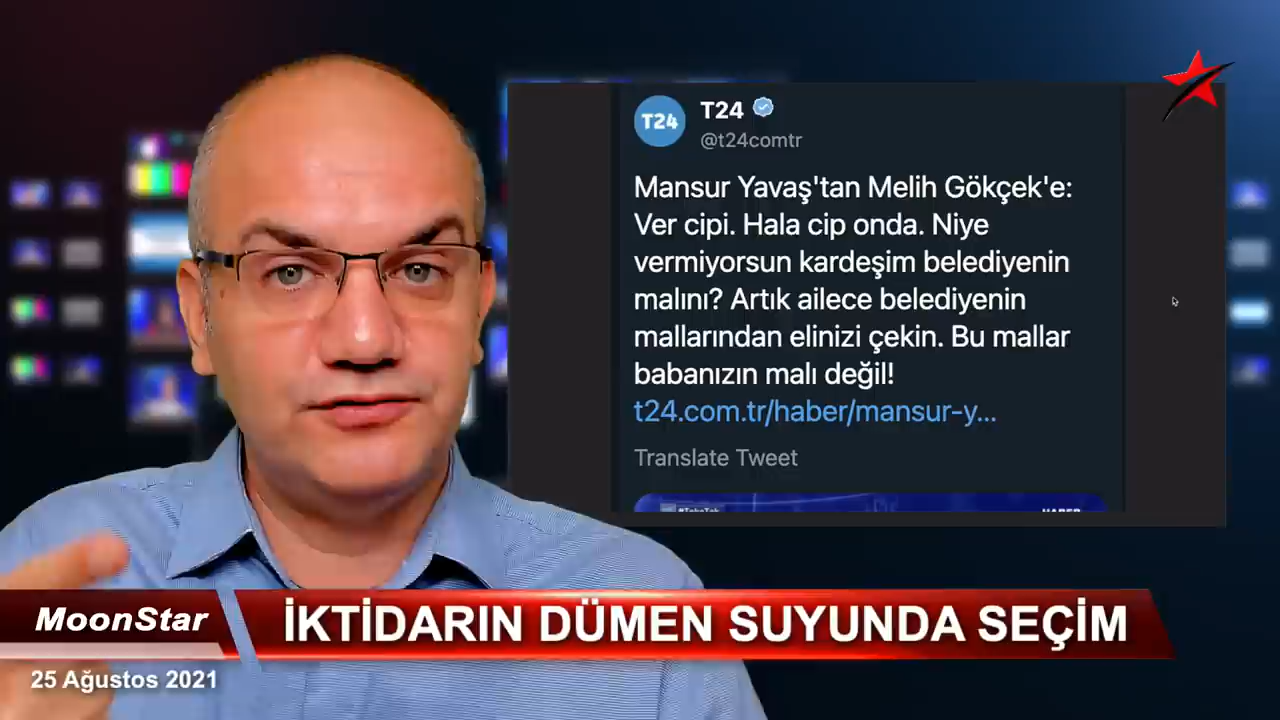 T24
T24
@t24comtr
Mansur Yavaş'tan Melih Gökçek'e:
Ver cipi. Hala cip onda. Niye
vermiyorsun kardeşim belediyenin
malını? Artık ailece belediyenin
mallarından elinizi çekin. Bu mallar
babanızın malı değil!
t24.com.tr/haber/mansur-y...
Translate Tweet
MoonStar
İKTİDARIN DÜMEN SUYUNDA SEÇİM
25 Ağustos 2021